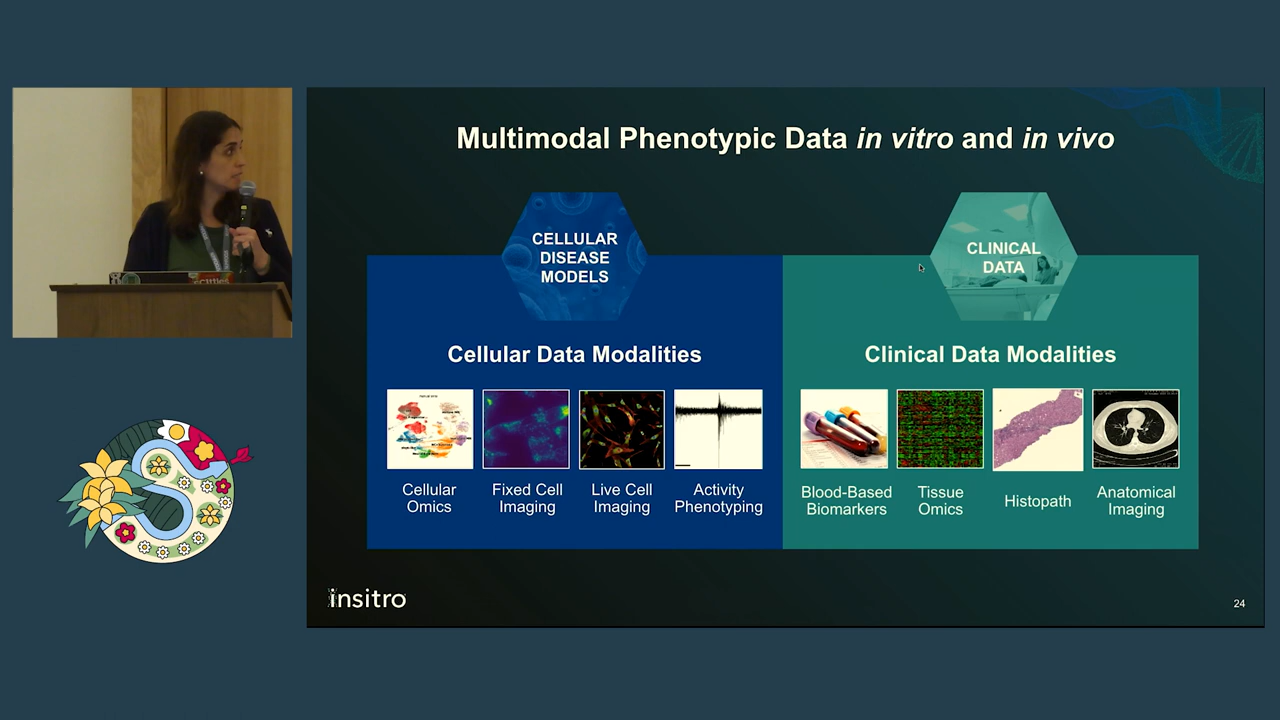 Multimodal Phenotypic Data in vitro and in vivo
CELLULAR
DISEASE
MODELS
CLINICAL
DATA
Cellular Data Modalities
Clinical Data Modalities
Cellular
Omics
Fixed Cell
Imaging
Live Cell
Imaging
Activity
Phenotyping
Blood-Based
Biomarkers
Tissue
Omics
Histopath
Anatomical
Imaging
insitro
24